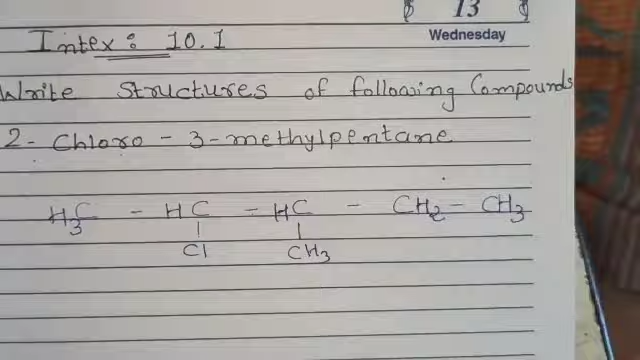 13
Wednesday
Intex: 10.1
Write Structures of following Compounds
2- Chloro - 3-methylpentane
H3C - HC - HC - CH2 - CH3
Cl CH3